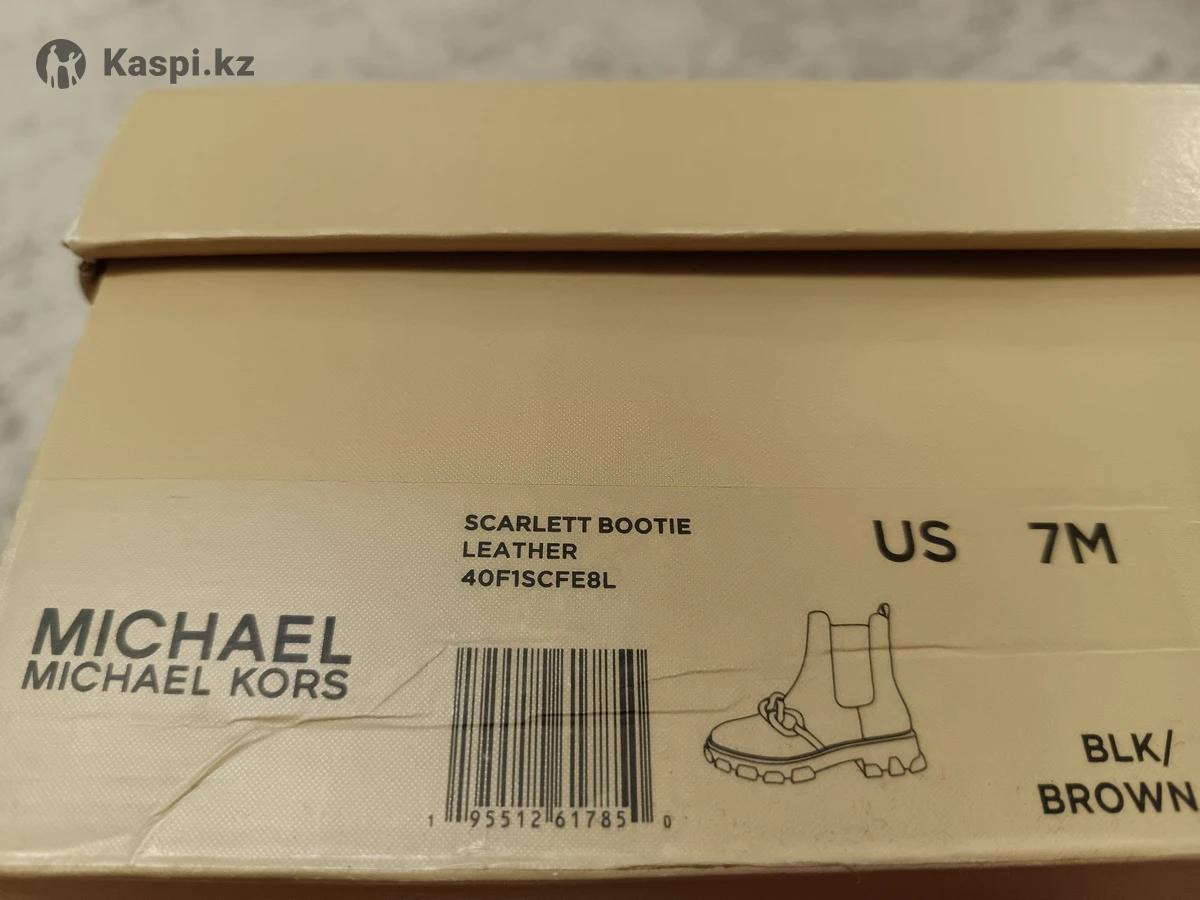 Kaspi.kz
SCARLETT BOOTIE
LEATHER
40F1SCFE8L
US 7M
MICHAEL
MICHAEL KORS
1 95512 61785 0
BLK/
BROWN